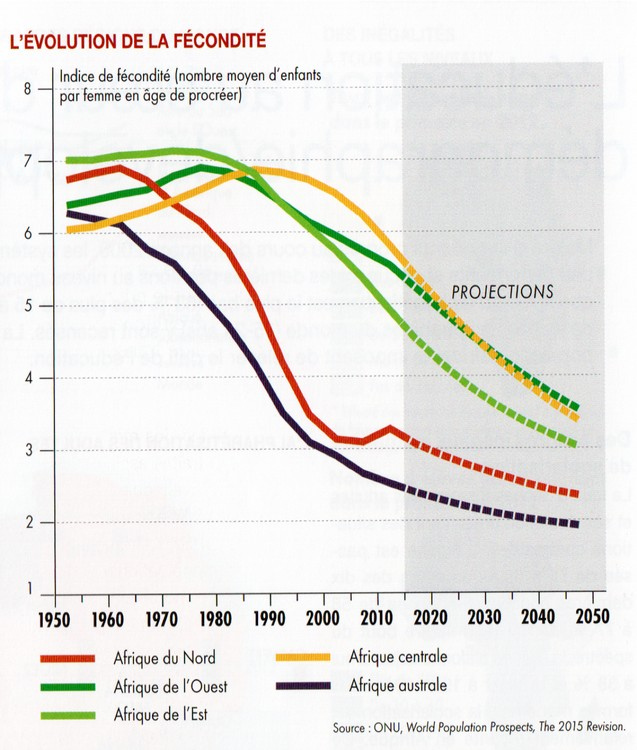 L'ÉVOLUTION DE LA FÉCONDITÉ
Indice de fécondité (nombre moyen d'enfants
par femme en âge de procréer)
8
7
6
5
4
3
2
1
PROJECTIONS
1950 1960 1970 1980 1990 2000 2010 2020 2030 2040 2050
Afrique du Nord
Afrique de l'Ouest
Afrique de l'Est
Afrique centrale
Afrique australe
Source : ONU, World Population Prospects, The 2015 Revision.